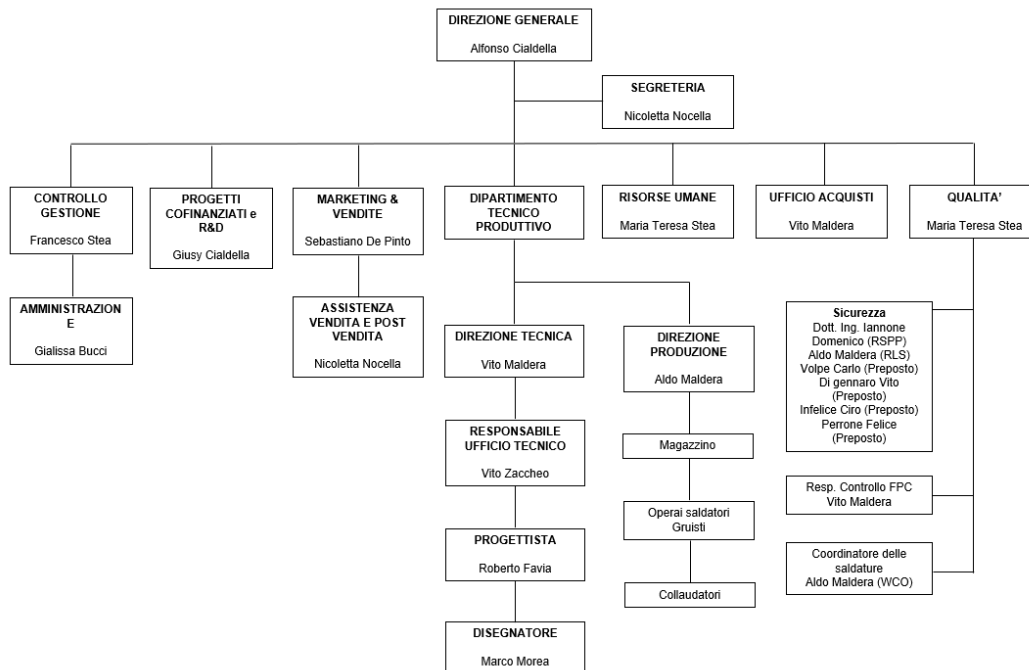 DIREZIONE GENERALE
Alfonso Cialdella
SEGRETERIA
Nicoletta Nocella
CONTROLLO
GESTIONE
Francesco Stea
PROGETTI
COFINANZIATI e
R&D
Giusy Cialdella
MARKETING &
VENDITE
Sebastiano De Pinto
DIPARTIMENTO
TECNICO
PRODUTTIVO
RISORSE UMANE
Maria Teresa Stea
UFFICIO ACQUISTI
Vito Maldera
QUALITA'
Maria Teresa Stea
AMMINISTRAZION
E
Gialissa Bucci
ASSISTENZA
VENDITA E POST
VENDITA
Nicoletta Nocella
DIREZIONE TECNICA
Vito Maldera
DIREZIONE
PRODUZIONE
Aldo Maldera
Sicurezza
Dott. Ing. Iannone
Domenico (RSPP)
Aldo Maldera (RLS)
Volpe Carlo (Preposto)
Di gennaro Vito
(Preposto)
Infelice Ciro (Preposto)
Perrone Felice
(Preposto)
RESPONSABILE
UFFICIO TECNICO
Vito Zaccheo
Magazzino
Resp. Controllo FPC
Vito Maldera
Operai saldatori
Gruisti
PROGETTISTA
Roberto Favia
Coordinatore delle
saldature
Aldo Maldera (WCO)
Collaudatori
DISEGNATORE
Marco Morea